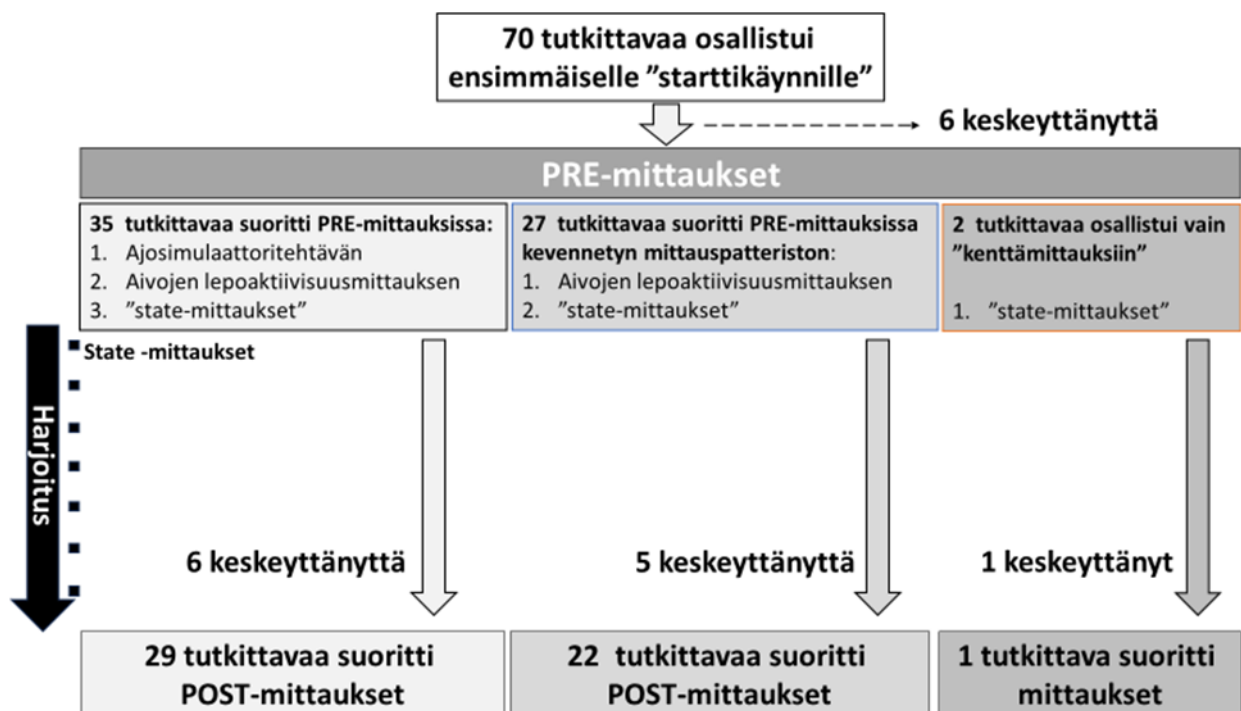 70 tutkittavaa osallistui
ensimmäiselle ”starttikäynnille”
6 keskeyttänyttä
PRE-mittaukset
35 tutkittavaa suoritti PRE-mittauksissa:
1. Ajosimulaattoritehtävän
2. Aivojen lepoaktiivisuusmittauksen
3. ”state-mittaukset”
27 tutkittavaa suoritti PRE-mittauksissa
kevennetyn mittauspatteriston:
1. Aivojen lepoaktiivisuusmittauksen
2. ”state-mittaukset”
2 tutkittavaa osallistui vain
”kenttämittauksiin”
1. ”state-mittaukset”
State -mittaukset
Harjoitus
6 keskeyttänyttä
5 keskeyttänyttä
1 keskeyttänyt
29 tutkittavaa suoritti
POST-mittaukset
22 tutkittavaa suoritti
POST-mittaukset
1 tutkittava suoritti
mittaukset